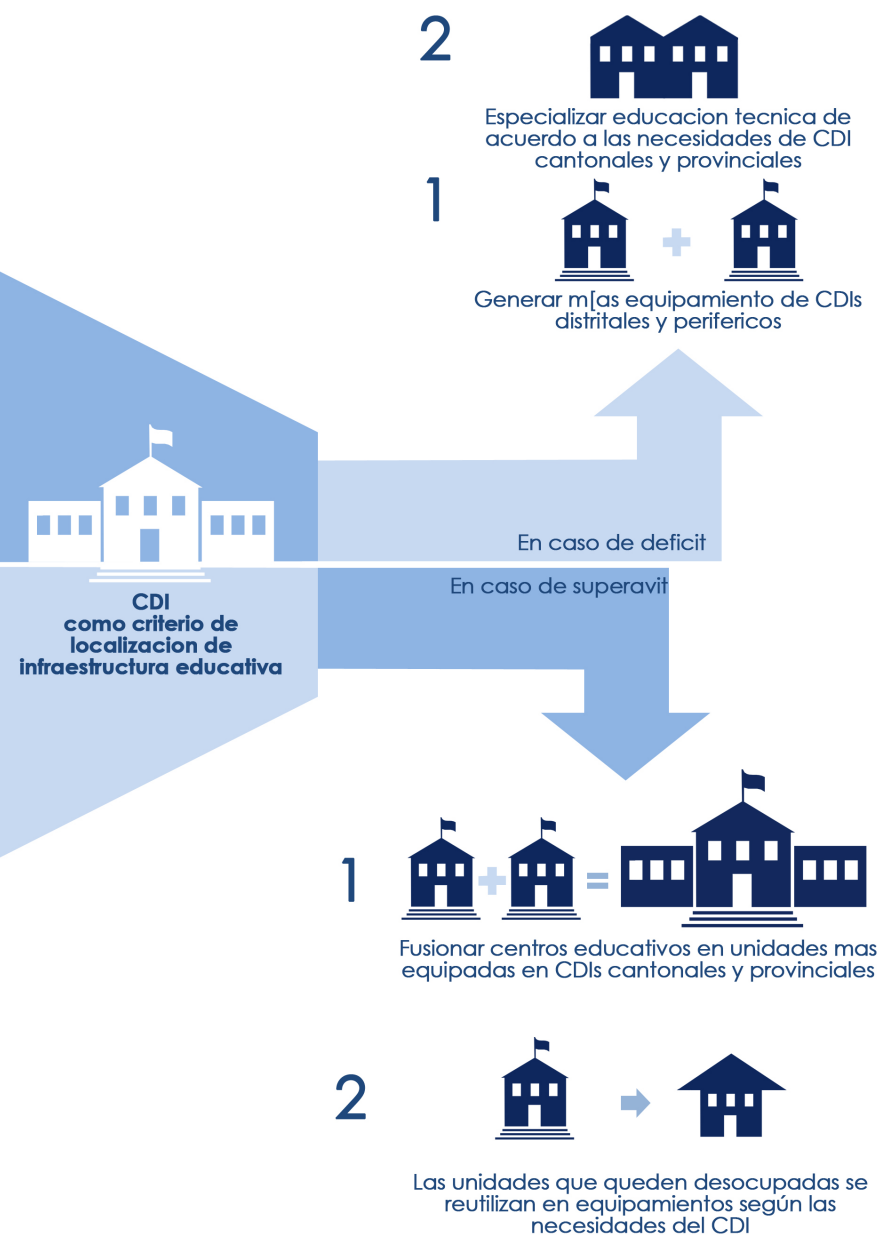 2
Especializar educacion tecnica de
acuerdo a las necesidades de CDI
cantonales y provinciales
1
Generar m[as equipamiento de CDIs
distritales y perifericos
En caso de deficit
En caso de superavit
CDI
como criterio de
localizacion de
infraestructura educativa
1
Fusionar centros educativos en unidades mas
equipadas en CDIs cantonales y provinciales
2
Las unidades que queden desocupadas se
reutilizan en equipamientos según las
necesidades del CDI